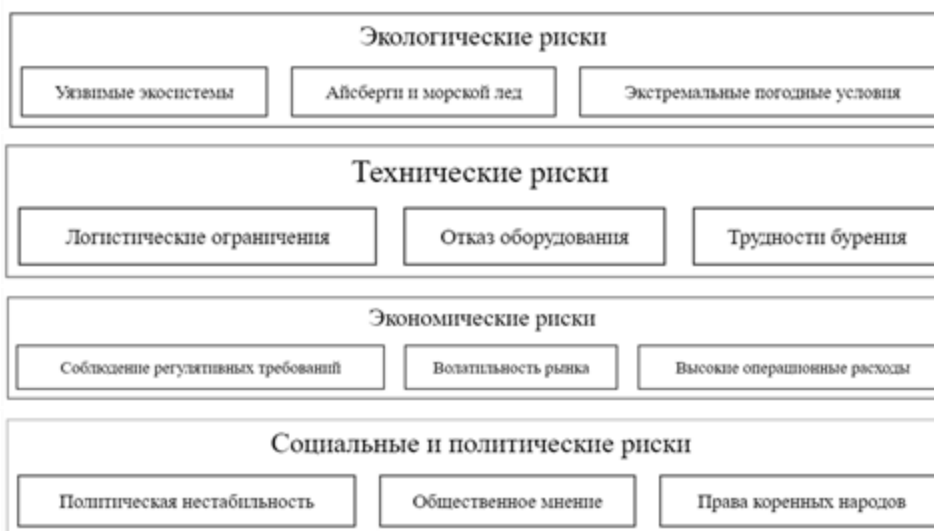 Экологические риски
Уязвимые экосистемы
Айсберги и морской лед
Экстремальные погодные условия
Технические риски
Логистические ограничения
Отказ оборудования
Трудности бурения
Экономические риски
Соблюдение регулятивных требований
Волатильность рынка
Высокие операционные расходы
Социальные и политические риски
Политическая нестабильность
Общественное мнение
Права коренных народов